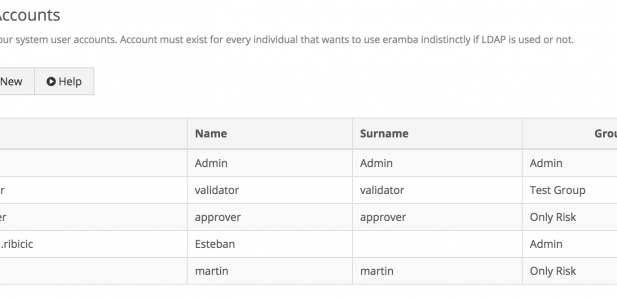 Accounts
our system user accounts. Account must exist for every individual that wants to use eramba indistinctly if LDAP is used or not.
New Help
Name Surname Grou
Admin Admin Admin
r validator validator Test Group
er approver approver Only Risk
.ribicic Esteban Admin
martin martin Only Risk